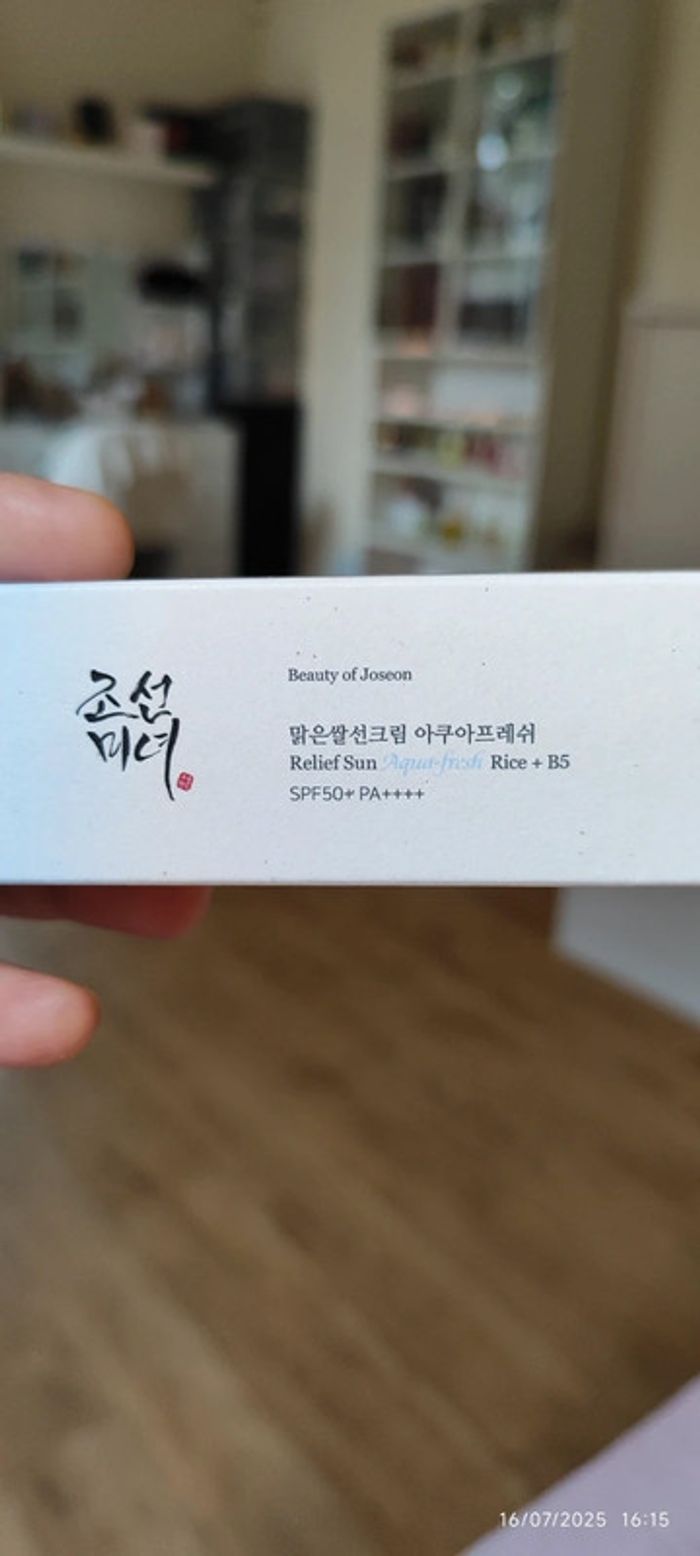 조선
미녀
Beauty of Joseon
맑은쌀선크림 아쿠아프레쉬
Relief Sun Aqua-fresh Rice + B5
SPF50+ PA++++
16/07/2025 16:15